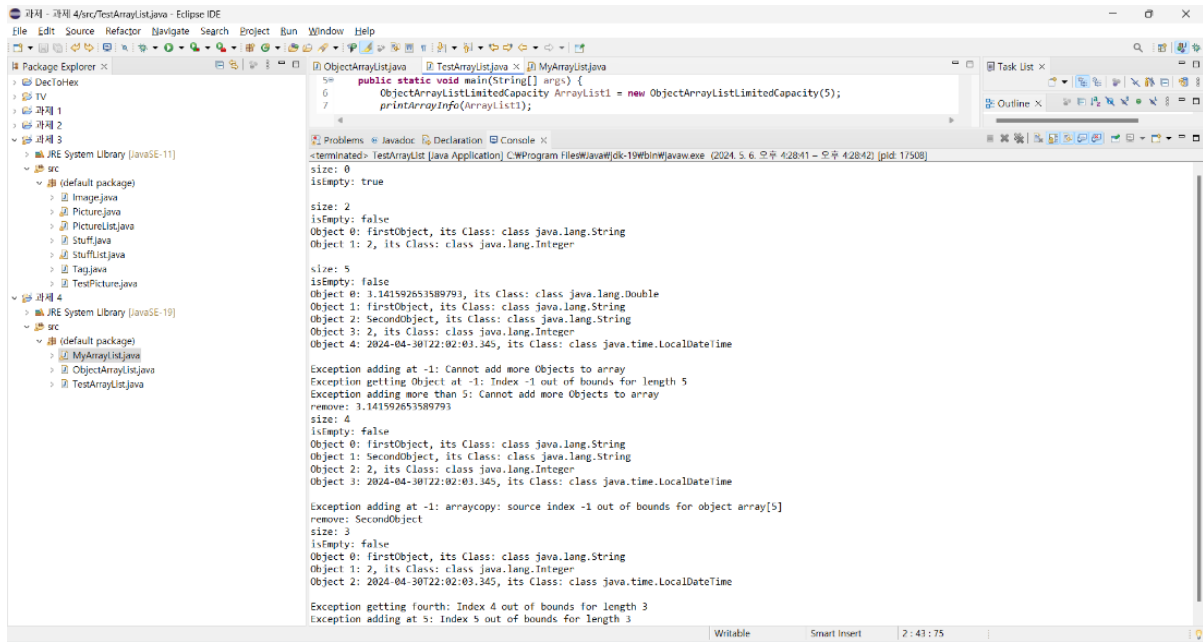 과제 - 과제 4/src/TestArrayList.java - Eclipse IDE
File Edit Source Refactor Navigate Search Project Run Window Help
Package Explorer
DecToHex
TV
과제 1
과제 2
과제 3
JRE System Library [JavaSE-11]
src
(default package)
Image.java
Picture.java
PictureList.java
Stuff.java
StuffList.java
Tag.java
TestPicture.java
과제 4
JRE System Library [JavaSE-19]
src
(default package)
MyArrayList.java
ObjectArrayList.java
TestArrayList.java
ObjectArrayList.java TestArrayList.java MyArrayList.java
5 public static void main(String[] args) {
6 ObjectArrayListLimitedCapacity ArrayList1 = new ObjectArrayListLimitedCapacity(5);
7 printArrayInfo(ArrayList1);
Problems Javadoc Declaration Console
<terminated> TestArrayList [Java Application] C:₩Program Files₩Java₩jdk-19₩bin₩javaw.exe (2024. 5. 6. 오후 4:28:41 – 오후 4:28:42) [pid: 17508]
size: 0
isEmpty: true
size: 2
isEmpty: false
Object 0: firstObject, its Class: class java.lang.String
Object 1: 2, its Class: class java.lang.Integer
size: 5
isEmpty: false
Object 0: 3.141592653589793, its Class: class java.lang.Double
Object 1: firstObject, its Class: class java.lang.String
Object 2: SecondObject, its Class: class java.lang.String
Object 3: 2, its Class: class java.lang.Integer
Object 4: 2024-04-30T22:02:03.345, its Class: class java.time.LocalDateTime
Exception adding at -1: Cannot add more Objects to array
Exception getting Object at -1: Index -1 out of bounds for length 5
Exception adding more than 5: Cannot add more Objects to array
remove: 3.141592653589793
size: 4
isEmpty: false
Object 0: firstObject, its Class: class java.lang.String
Object 1: SecondObject, its Class: class java.lang.String
Object 2: 2, its Class: class java.lang.Integer
Object 3: 2024-04-30T22:02:03.345, its Class: class java.time.LocalDateTime
Exception adding at -1: arraycopy: source index -1 out of bounds for object array[5]
remove: SecondObject
size: 3
isEmpty: false
Object 0: firstObject, its Class: class java.lang.String
Object 1: 2, its Class: class java.lang.Integer
Object 2: 2024-04-30T22:02:03.345, its Class: class java.time.LocalDateTime
Exception getting fourth: Index 4 out of bounds for length 3
Exception adding at 5: Index 5 out of bounds for length 3
Task List
Outline
Writable Smart Insert 2 : 43 : 75